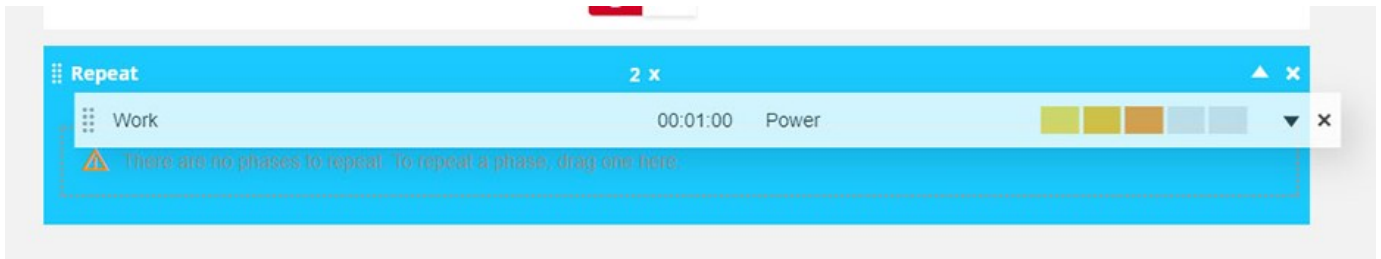 Repeat 2 x
Work 00:01:00 Power
There are no phases to repeat. To repeat a phase, drag one here.